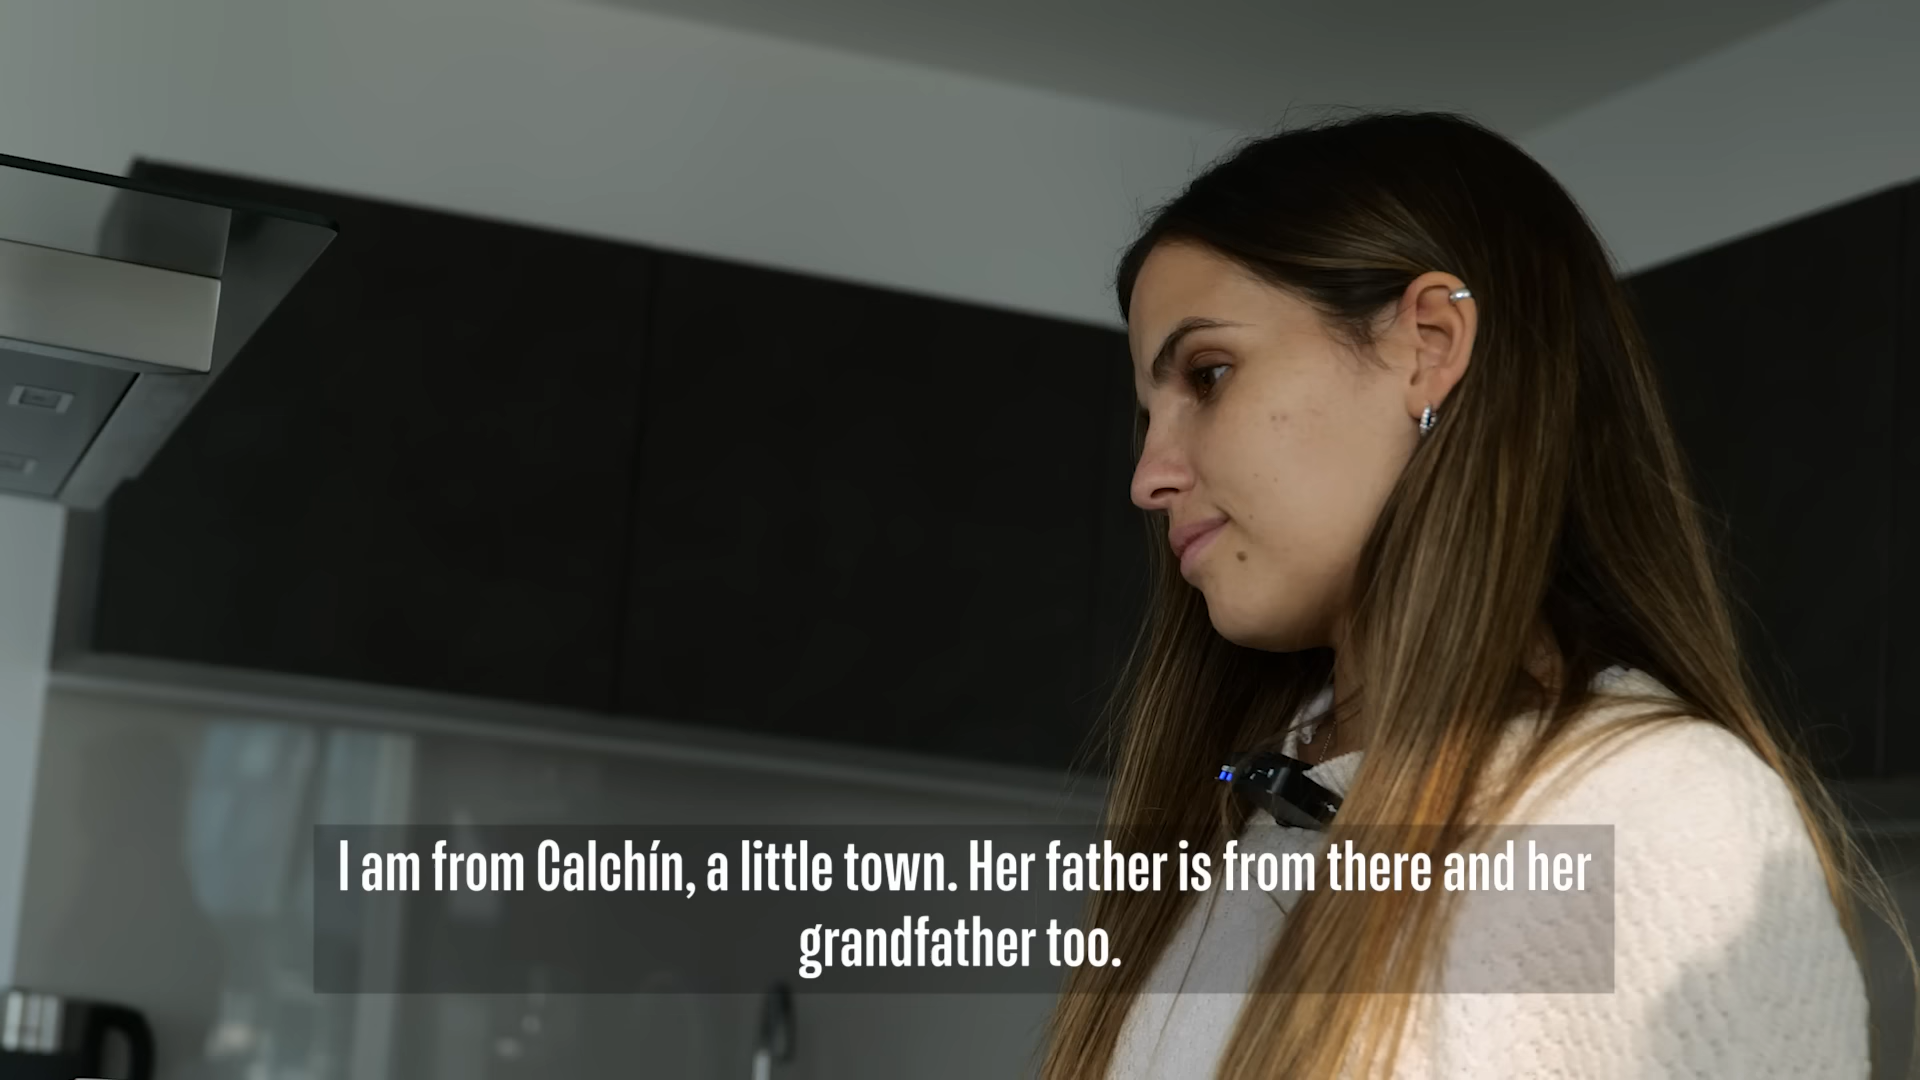 I am from Calchín, a little town. Her father is from there and her
grandfather too.